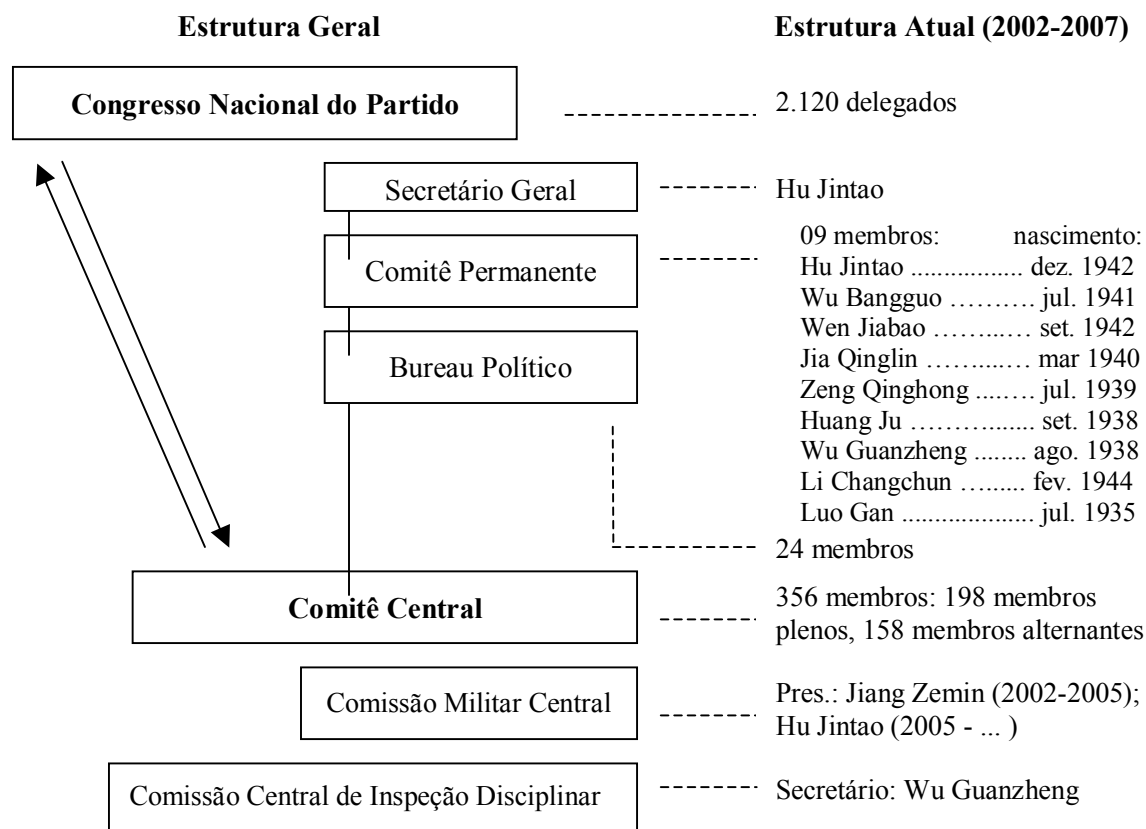 Estrutura Geral
Estrutura Atual (2002-2007)
Congresso Nacional do Partido
2.120 delegados
Secretário Geral
Hu Jintao
Comitê Permanente
09 membros: nascimento:
Hu Jintao ................. dez. 1942
Wu Bangguo ………. jul. 1941
Wen Jiabao ……...… set. 1942
Jia Qinglin ……....… mar 1940
Zeng Qinghong ....…. jul. 1939
Huang Ju ………....... set. 1938
Wu Guanzheng ........ ago. 1938
Li Changchun …...... fev. 1944
Luo Gan ..................... jul. 1935
Bureau Político
24 membros
Comitê Central
356 membros: 198 membros
plenos, 158 membros alternantes
Comissão Militar Central
Pres.: Jiang Zemin (2002-2005);
Hu Jintao (2005 - ... )
Comissão Central de Inspeção Disciplinar
Secretário: Wu Guanzheng